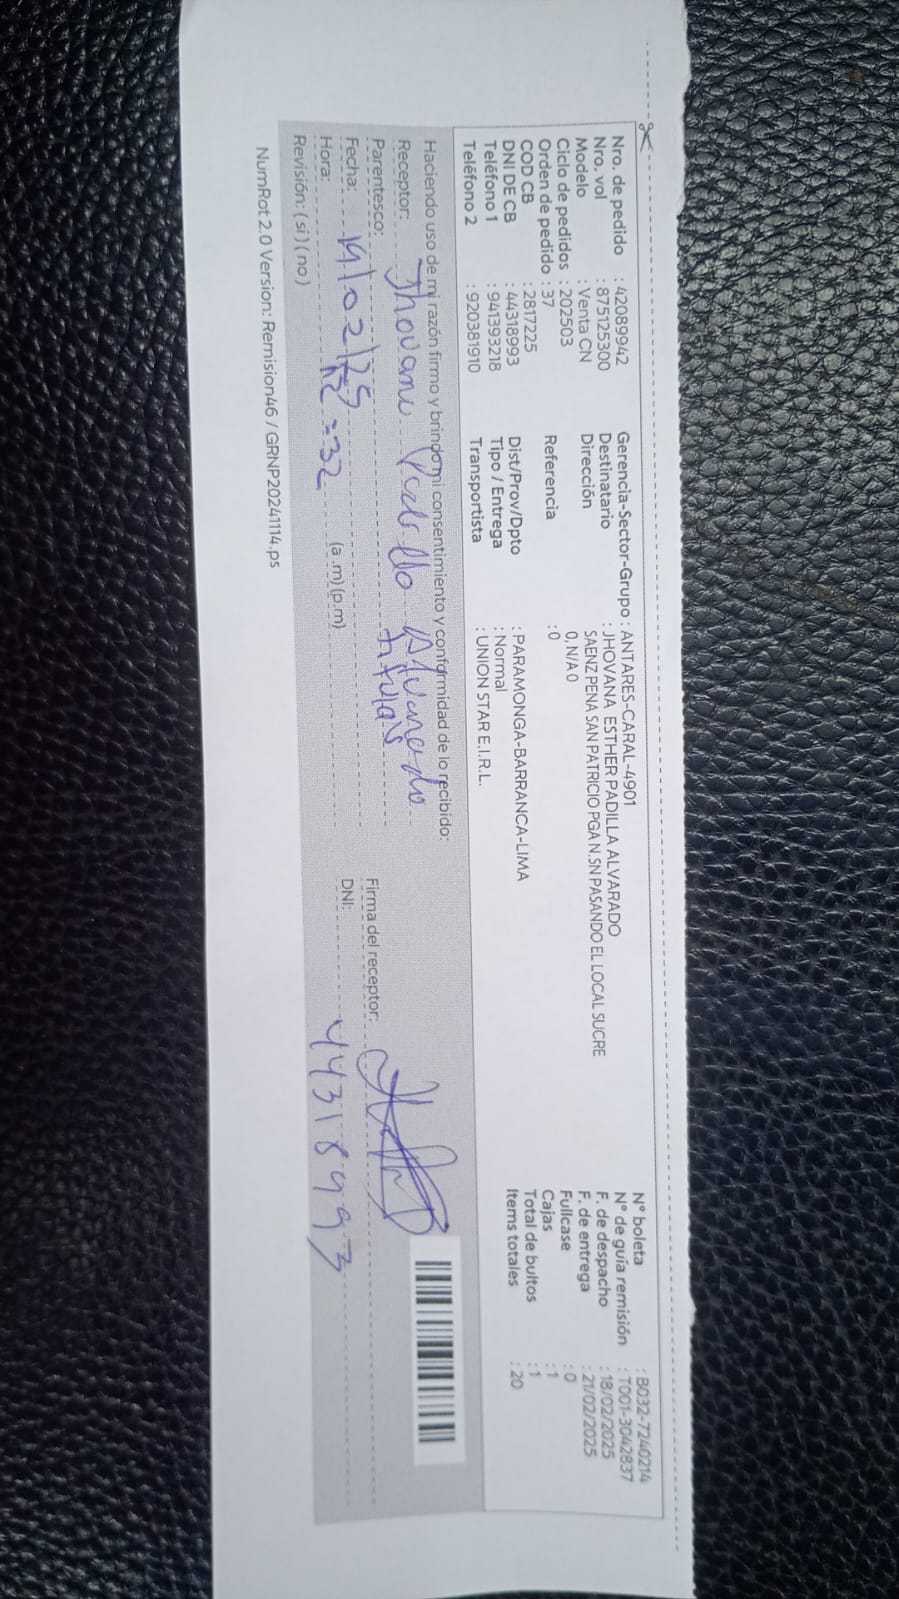 Nro. de pedido : 42089942 Gerencia-Sector-Grupo : ANTARES-CARAL-4901 N° boleta : B032-7240214
Nro. vol : 875125300 Destinatario : JHOVANA ESTHER PADILLA ALVARADO N° de guía remisión : T001-3042837
Modelo : Venta CN Dirección SAENZ PENA SAN PATRICIO PGA N.SN PASANDO EL LOCAL SUCRE F. de despacho : 18/02/2025
Ciclo de pedidos : 202503 0, N/A 0 F. de entrega : 21/02/2025
Orden de pedido : 37 Referencia : 0 Fullcase : 0
COD CB : 2817225 Cajas : 1
DNI DE CB : 44318993 Dist/Prov/Dpto : PARAMONGA-BARRANCA-LIMA Total de bultos : 1
Teléfono 1 : 941393218 Tipo / Entrega : Normal Items totales : 20
Teléfono 2 : 920381910 Transportista : UNION STAR E.I.R.L.
Haciendo uso de mi razón firmo y brindo mi consentimiento y conformidad de lo recibido:
Receptor: Jhovana Padilla Alvarado
Parentesco: titular Firma del receptor:
Fecha: 19/02/25 DNI: 44318993
Hora: 12:32 (a.m)(p.m)
Revisión: (si) (no)
NumRot 2.0 Version: Remision46 / GRNP20241114.ps